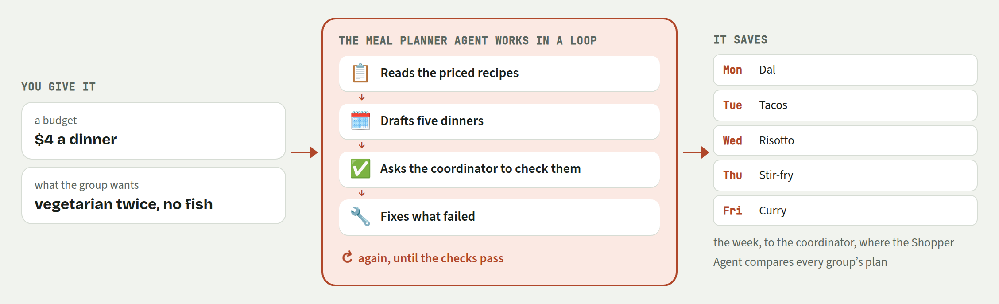 YOU GIVE IT
a budget
$4 a dinner
what the group wants
vegetarian twice, no fish
THE MEAL PLANNER AGENT WORKS IN A LOOP
Reads the priced recipes
Drafts five dinners
Asks the coordinator to check them
Fixes what failed
again, until the checks pass
IT SAVES
Mon Dal
Tue Tacos
Wed Risotto
Thu Stir-fry
Fri Curry
the week, to the coordinator, where the Shopper
Agent compares every group’s plan